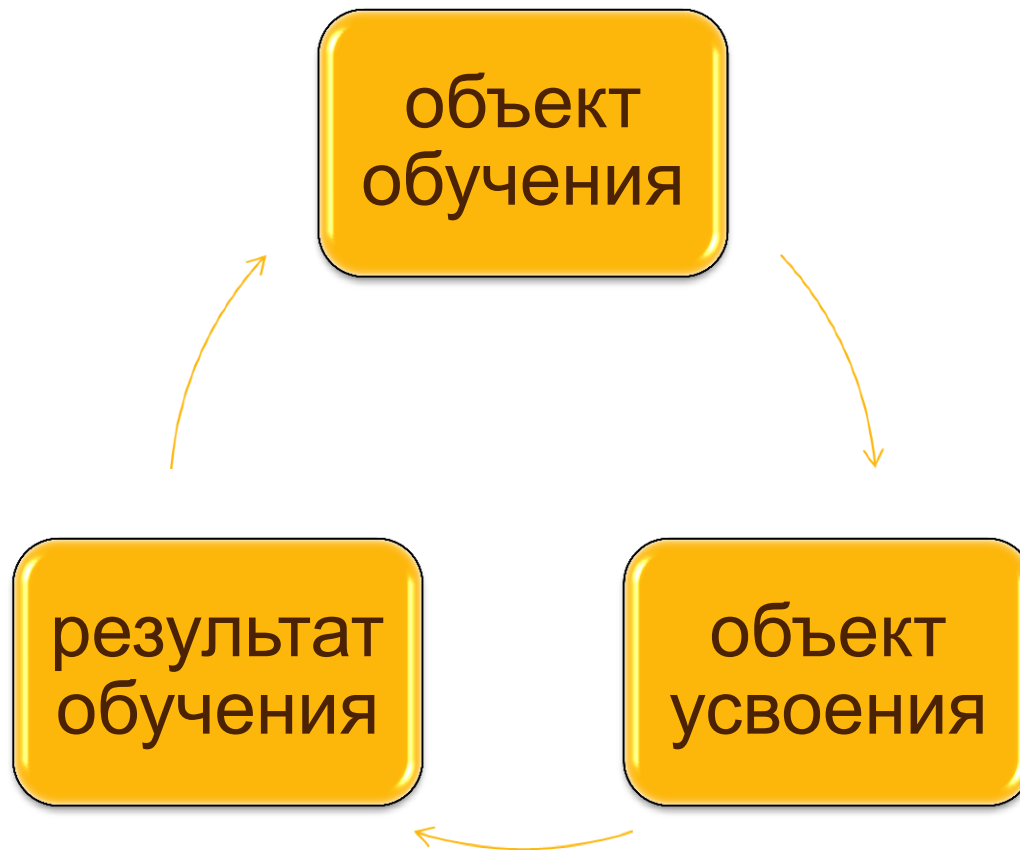 объект
обучения
результат
обучения
объект
усвоения